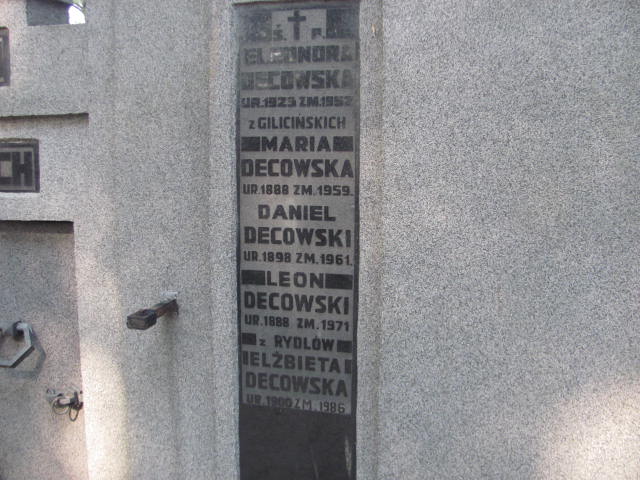 Ś. † P.
ELEONORA
DECOWSKA
UR.1923 ZM.1952
z GILICIŃSKICH
MARIA
DECOWSKA
UR.1888 ZM.1959.
DANIEL
DECOWSKI
UR.1898 ZM.1961.
LEON
DECOWSKI
UR.1888 ZM.1971
z RYDLÓW
ELŻBIETA
DECOWSKA
UR.1900 ZM.1986
CH